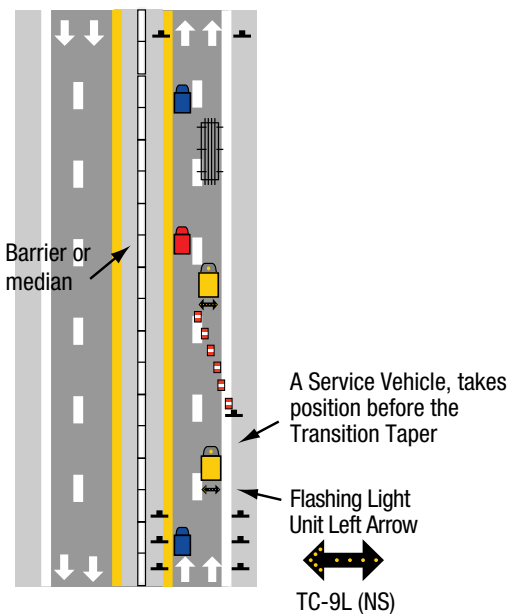 Barrier or
median
A Service Vehicle, takes
position before the
Transition Taper
Flashing Light
Unit Left Arrow
TC-9L (NS)